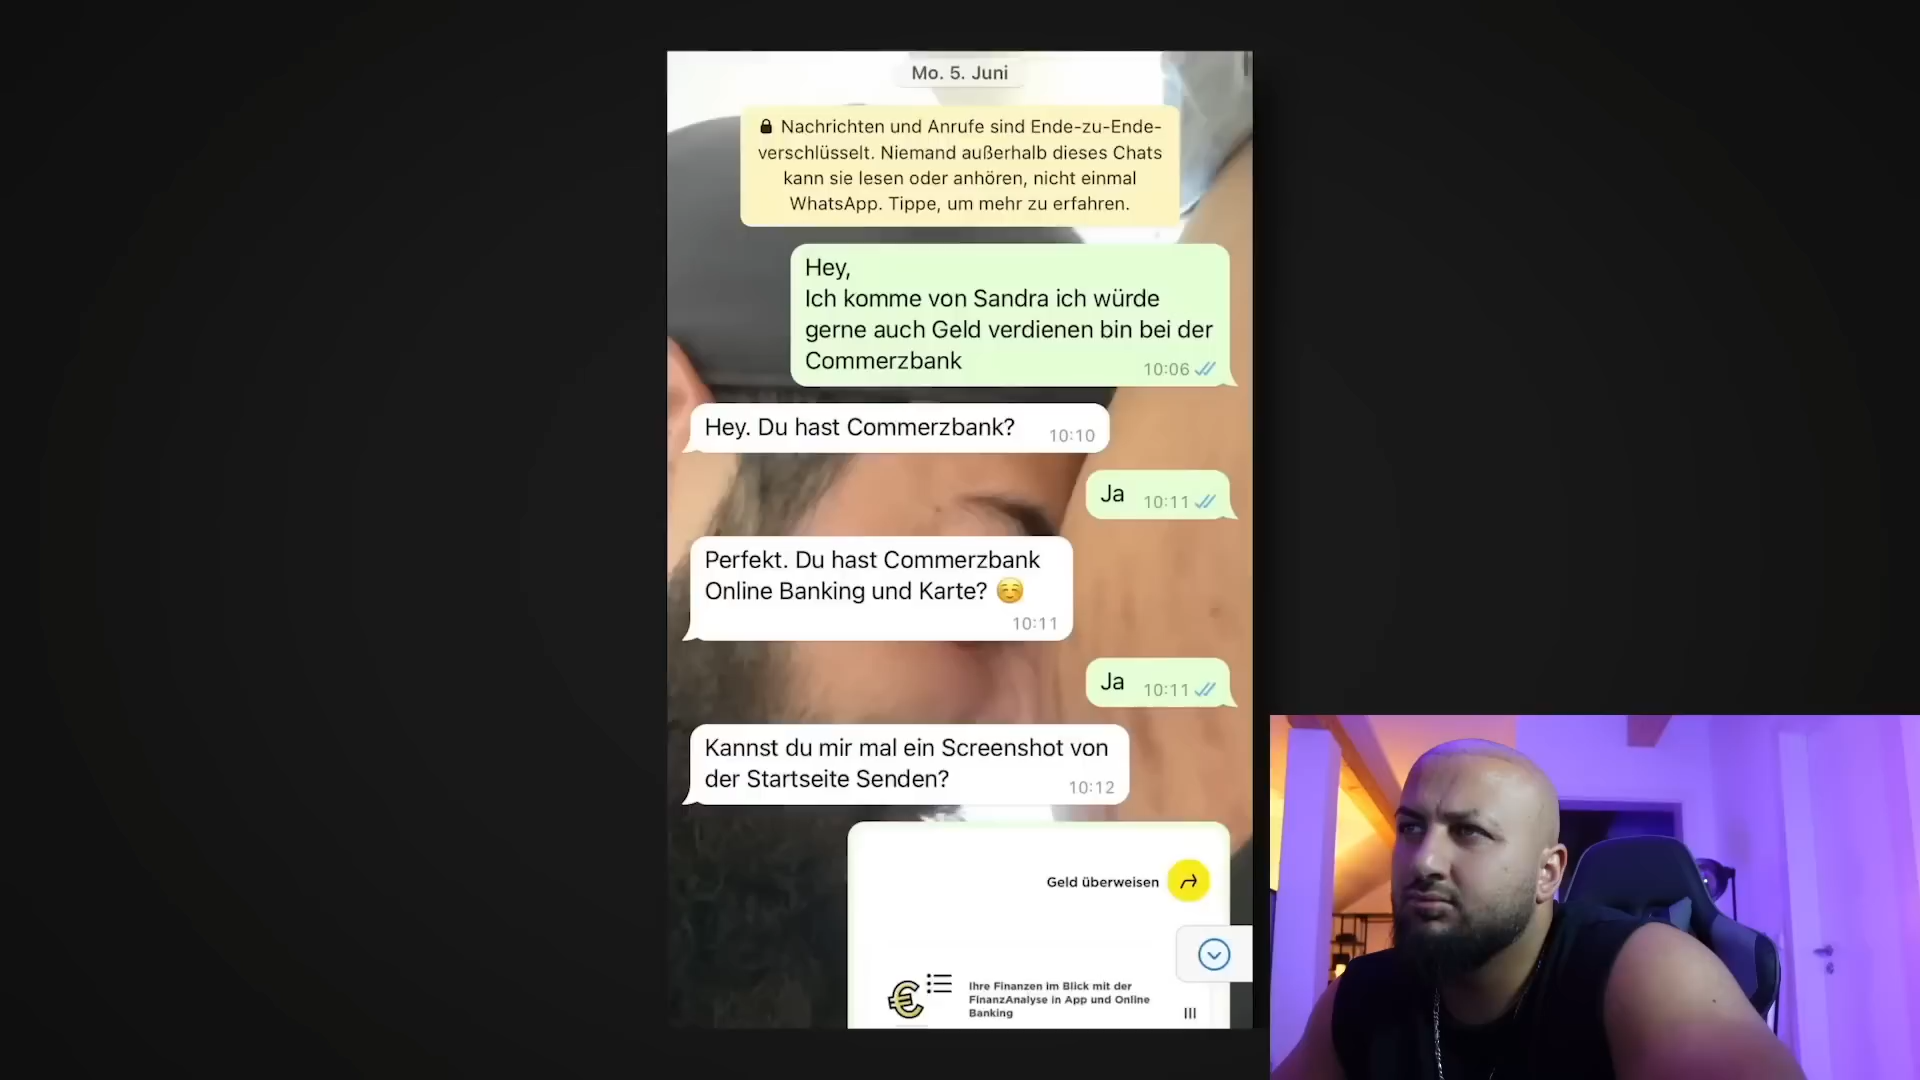 Mo. 5. Juni
Nachrichten und Anrufe sind Ende-zu-Ende-
verschlüsselt. Niemand außerhalb dieses Chats
kann sie lesen oder anhören, nicht einmal
WhatsApp. Tippe, um mehr zu erfahren.
Hey,
Ich komme von Sandra ich würde
gerne auch Geld verdienen bin bei der
Commerzbank
10:06
Hey. Du hast Commerzbank?
10:10
Ja
10:11
Perfekt. Du hast Commerzbank
Online Banking und Karte? ☺️
10:11
Ja
10:11
Kannst du mir mal ein Screenshot von
der Startseite Senden?
10:12
Geld überweisen
Ihre Finanzen im Blick mit der
FinanzAnalyse in App und Online
Banking